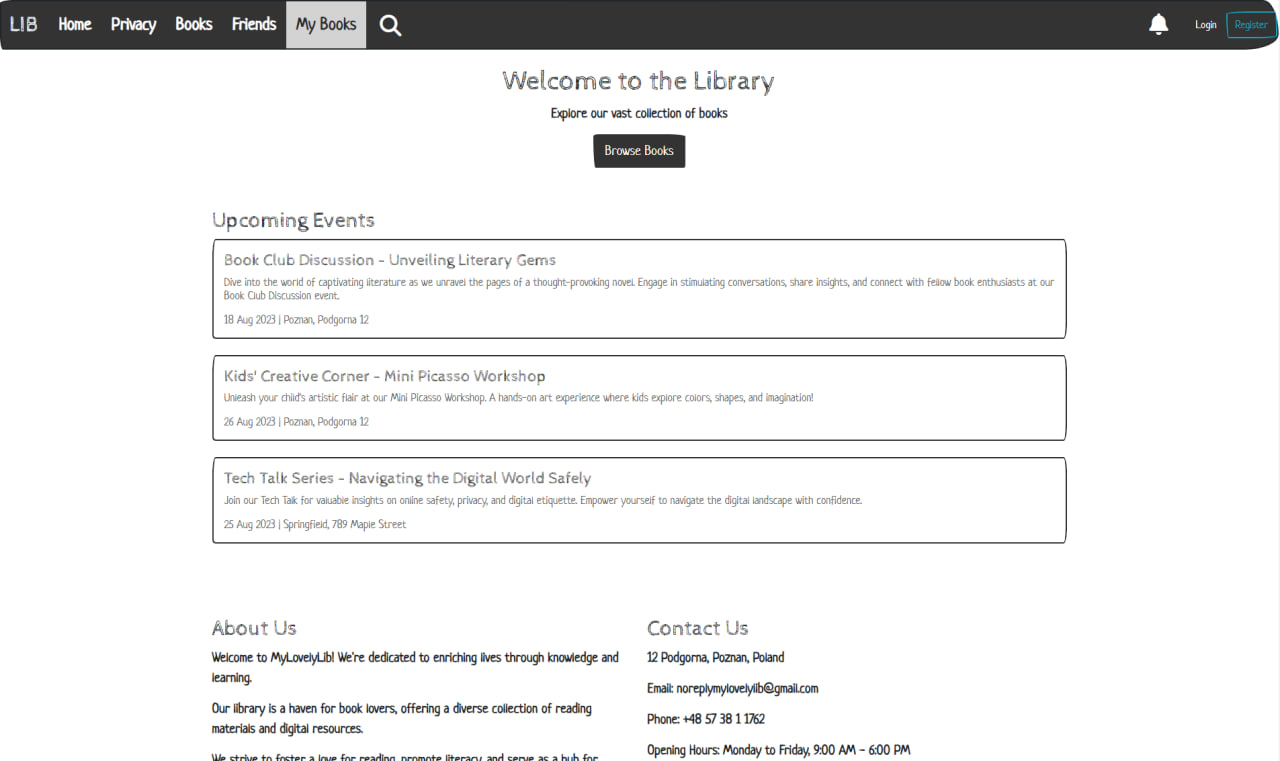 LIB Home Privacy Books Friends My Books Login Register
Welcome to the Library
Explore our vast collection of books
Browse Books
Upcoming Events
Book Club Discussion - Unveiling Literary Gems
Dive into the world of captivating literature as we unravel the pages of a thought-provoking novel. Engage in stimulating conversations, share insights, and connect with fellow book enthusiasts at our
Book Club Discussion event.
18 Aug 2023 | Poznan, Podgorna 12
Kids' Creative Corner - Mini Picasso Workshop
Unleash your child's artistic flair at our Mini Picasso Workshop. A hands-on art experience where kids explore colors, shapes, and imagination!
26 Aug 2023 | Poznan, Podgorna 12
Tech Talk Series - Navigating the Digital World Safely
Join our Tech Talk for valuable insights on online safety, privacy, and digital etiquette. Empower yourself to navigate the digital landscape with confidence.
25 Aug 2023 | Springfield, 789 Maple Street
About Us
Welcome to MyLovelyLib! We're dedicated to enriching lives through knowledge and
learning.
Our library is a haven for book lovers, offering a diverse collection of reading
materials and digital resources.
We strive to foster a love for reading, promote literacy, and serve as a hub for
Contact Us
12 Podgorna, Poznan, Poland
Email: noreplymylovelylib@gmail.com
Phone: +48 57 38 1 1762
Opening Hours: Monday to Friday, 9:00 AM - 6:00 PM